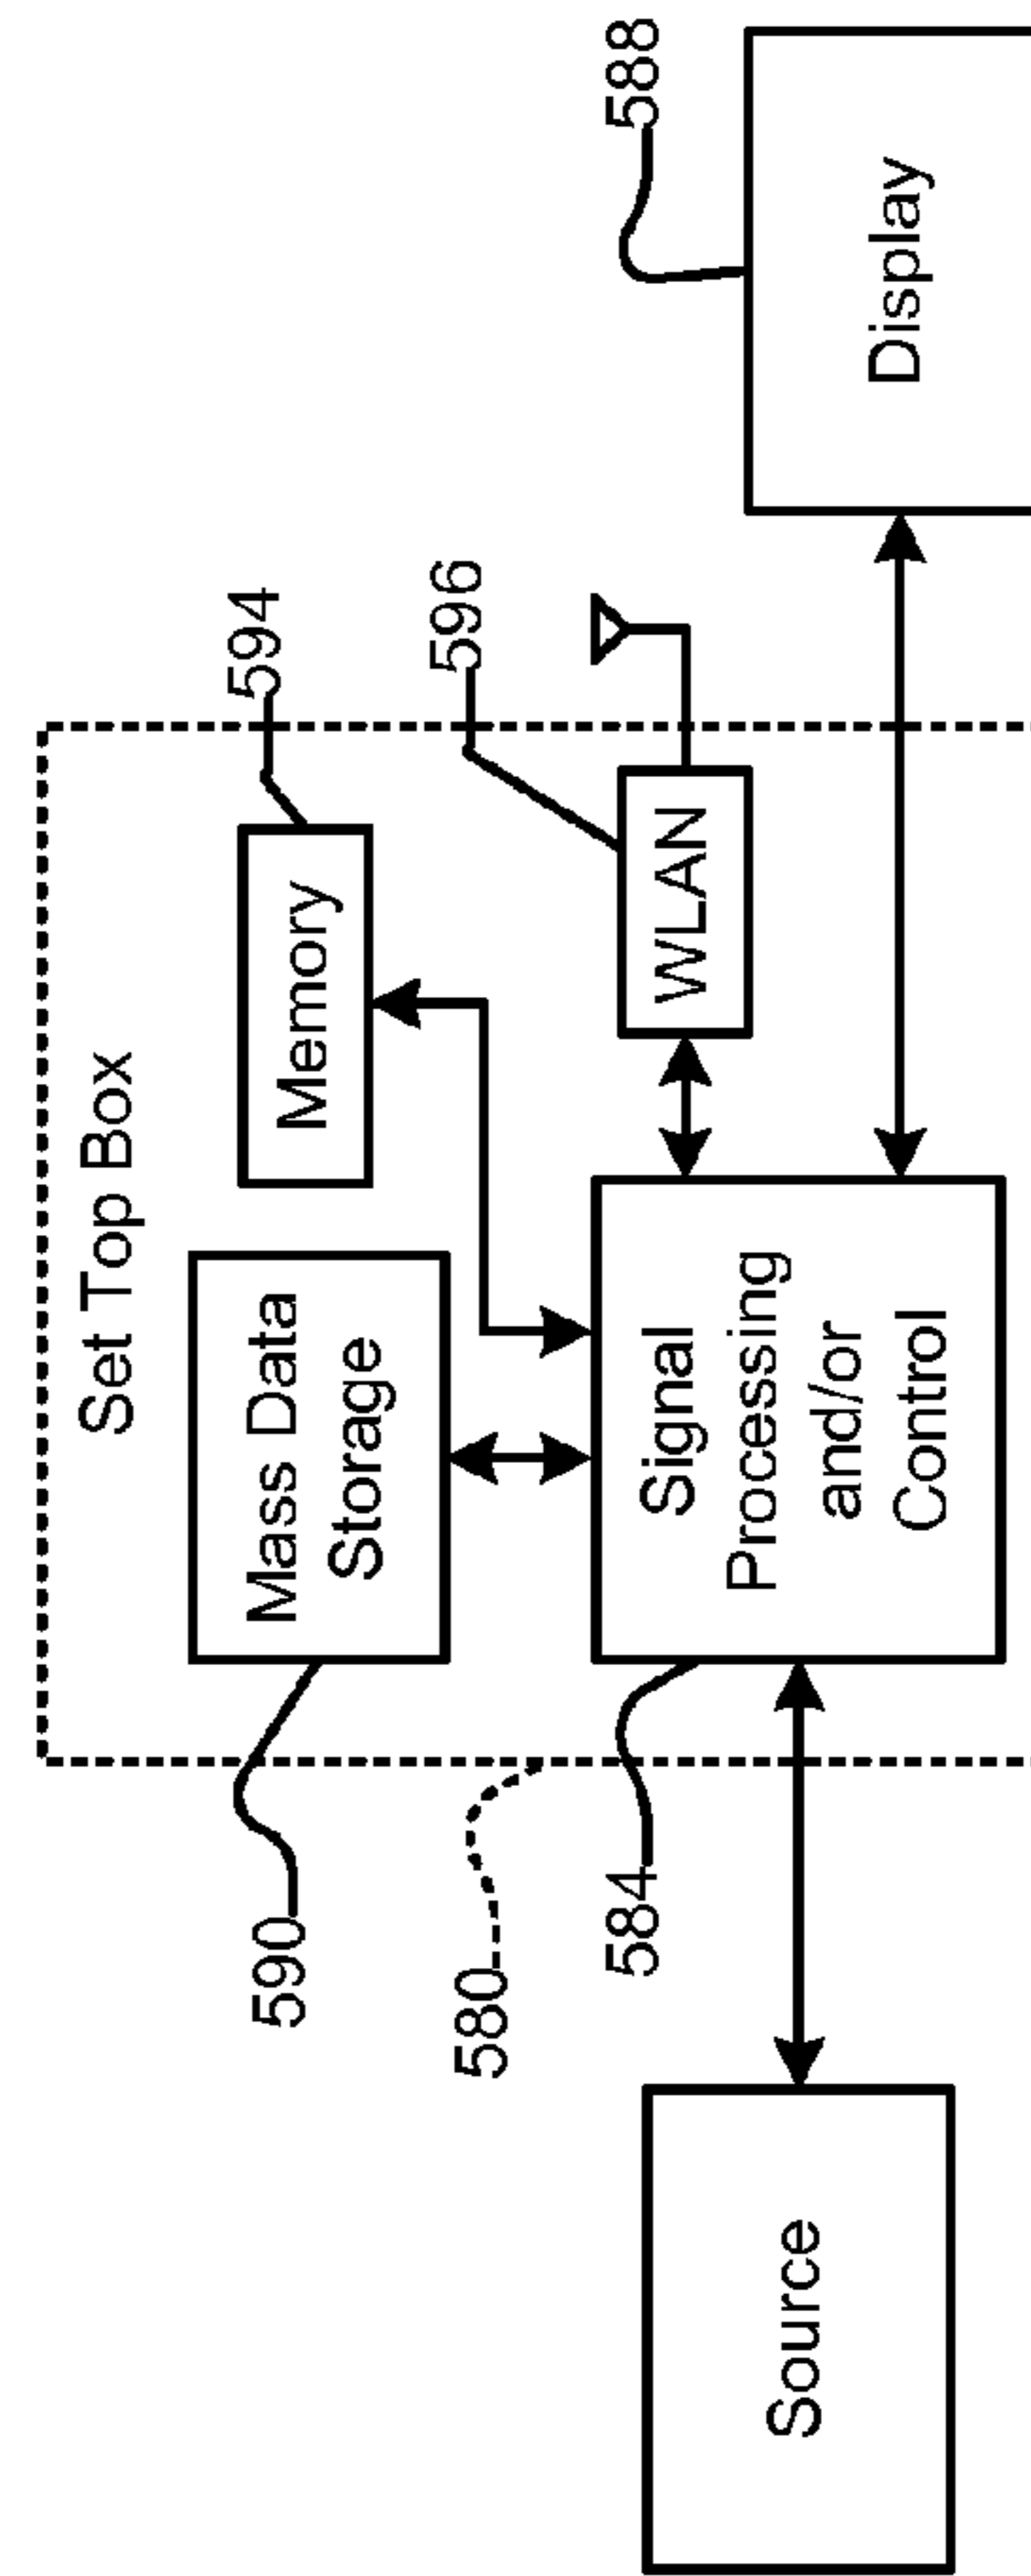 Set Top Box
590
Mass Data
Storage
Memory
594
580
596
584
Signal
Processing
and/or
Control
WLAN
588
Source
Display